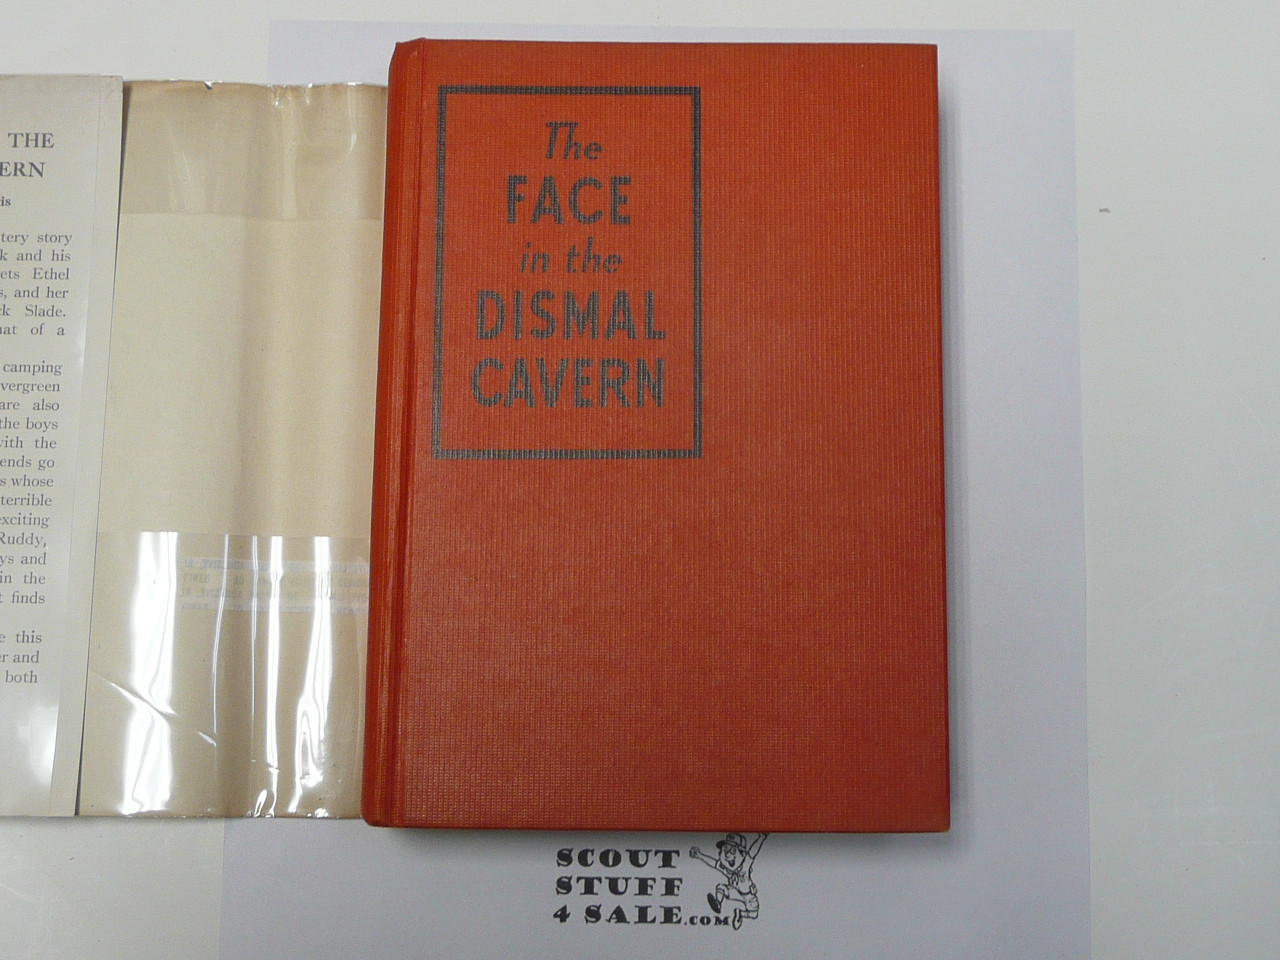 THE
ERN
is
tery story
k and his
ets Ethel
s, and her
ck Slade.
hat of a
camping
vergreen
are also
the boys
with the
ends go
s whose
terrible
exciting
Ruddy,
ys and
in the
t finds
e this
er and
both
The
FACE
in the
DISMAL
CAVERN
SCOUT
STUFF
4 SALE.COM